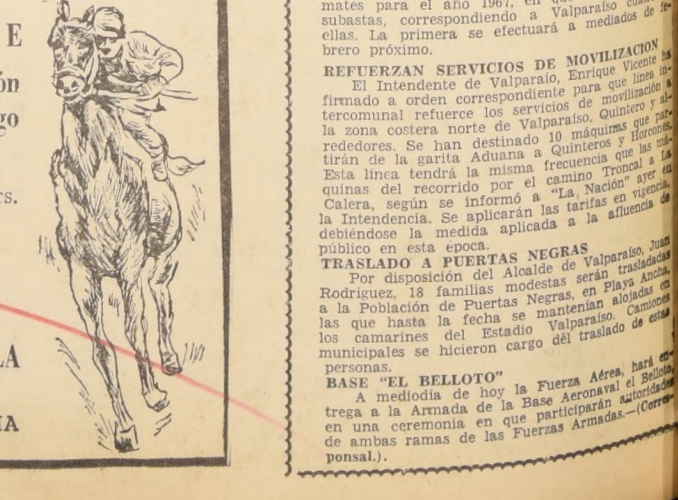 E
ón
go
rs.
LA
IA
mates para el año 1967, en
subastas, correspondiendo a Valparaíso
ellas. La primera se efectuará a mediados de fe-
brero próximo.
REFUERZAN SERVICIOS DE MOVILIZACION
El Intendente de Valparaío, Enrique Vicente ha
firmado a orden correspondiente para que línea in-
tercomunal refuerce los servicios de movilización a
la zona costera norte de Valparaíso, Quintero y al-
rededores. Se han destinado 10 máquinas que par-
tirán de la garita Aduana a Quinteros y Horcones.
Esta línea tendrá la misma frecuencia que las má-
quinas del recorrido por el camino Troncal a La
Calera, según se informó a "La Nación" ayer en
la Intendencia. Se aplicarán las tarifas en vigencia,
debiéndose la medida aplicada a la afluencia de
público en esta época.
TRASLADO A PUERTAS NEGRAS
Por disposición del Alcalde de Valparaíso, Juan
Rodríguez, 18 familias modestas serán trasladadas
a la Población de Puertas Negras, en Playa Ancha,
las que hasta la fecha se mantenían alojadas en
los camarines del Estadio Valparaíso. Camiones
municipales se hicieron cargo del traslado de estas
personas.
BASE "EL BELLOTO"
A mediodía de hoy la Fuerza Aérea, hará en-
trega a la Armada de la Base Aeronaval el Belloto,
en una ceremonia en que participarán autoridades
de ambas ramas de las Fuerzas Armadas.—(Corres-
ponsal.).